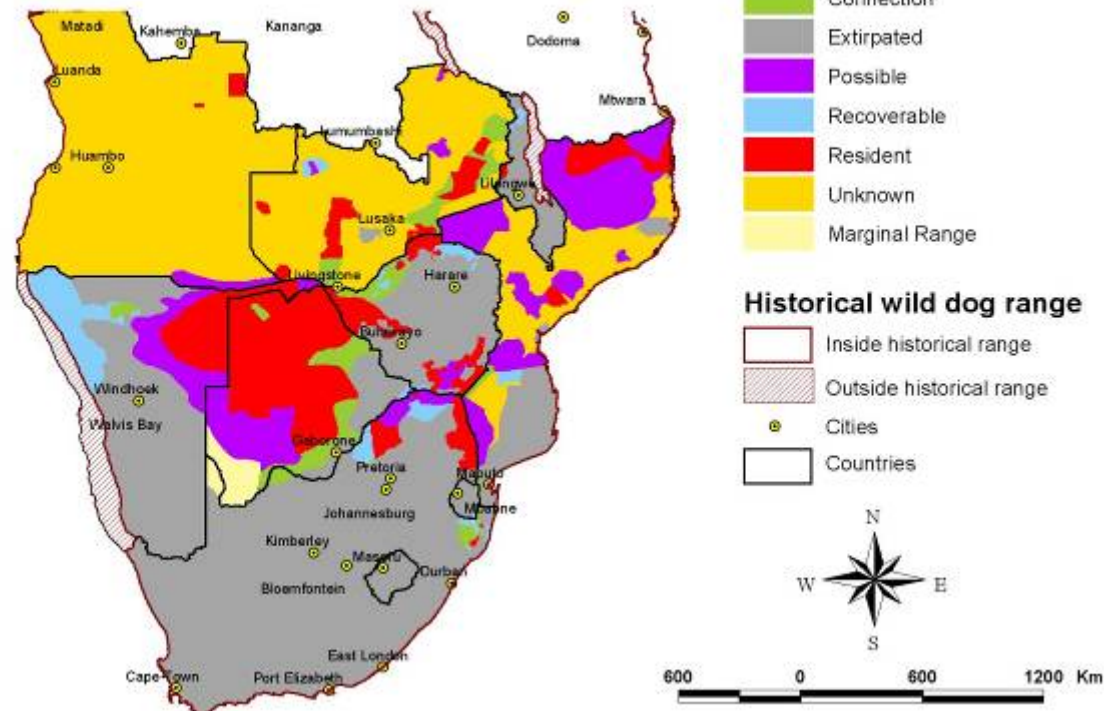 Connection
Matadi
Kahemba
Kananga
Dodoma
Extirpated
Luanda
Possible
Mtwara
Recoverable
Lumumbashi
Resident
Huambo
Lilongwe
Unknown
Lusaka
Marginal Range
Livingstone
Harare
Historical wild dog range
Buluwayo
Inside historical range
Windhoek
Outside historical range
Walvis Bay
Cities
Gaborone
Countries
Pretoria
Maputo
Johannesburg
N
Kimberley
Maseru
Durban
W
E
Bloemfontein
S
East London
Cape Town
Port Elizabeth
600
0
600
1200 Km